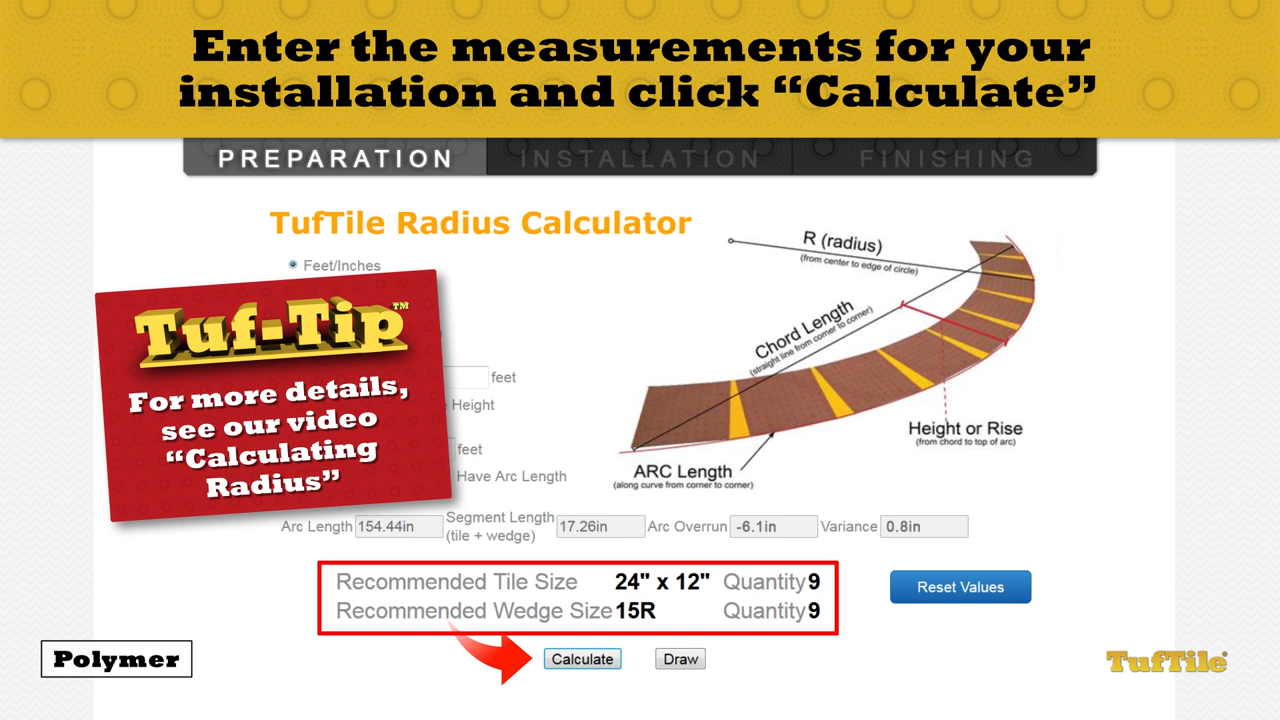 Enter the measurements for your
installation and click “Calculate”
PREPARATION
INSTALLATION
FINISHING
TufTile Radius Calculator
Feet/Inches
R (radius)
(from center to edge of circle)
Chord Length
(straight line from corner to corner)
Height or Rise
(from chord to top of arc)
ARC Length
(along curve from corner to corner)
Tuf-Tip™
For more details,
see our video
“Calculating
Radius”
feet
Height
feet
Have Arc Length
Arc Length 154.44in Segment Length (tile + wedge) 17.26in Arc Overrun -6.1in Variance 0.8in
Recommended Tile Size 24" x 12" Quantity 9
Recommended Wedge Size 15R Quantity 9
Reset Values
Calculate
Draw
Polymer
TufTile®